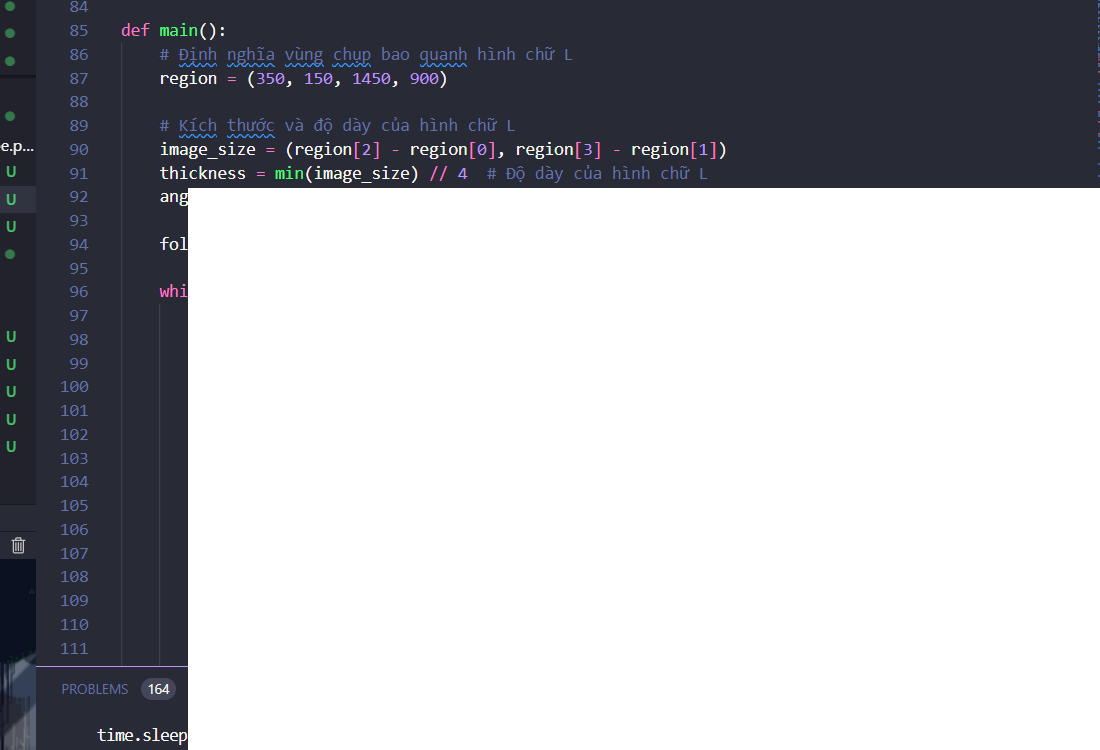 84
85 def main():
86 # Định nghĩa vùng chụp bao quanh hình chữ L
87 region = (350, 150, 1450, 900)
88
89 # Kích thước và độ dày của hình chữ L
90 image_size = (region[2] - region[0], region[3] - region[1])
e.p...
91 thickness = min(image_size) // 4 # Độ dày của hình chữ L
U
92 ang
U
93
U
94 fol
95
96 whi
97
98
U
99
U
100
101
U
102
U
103
U
104
105
106
107
108
109
110
111
PROBLEMS 164
time.sleep